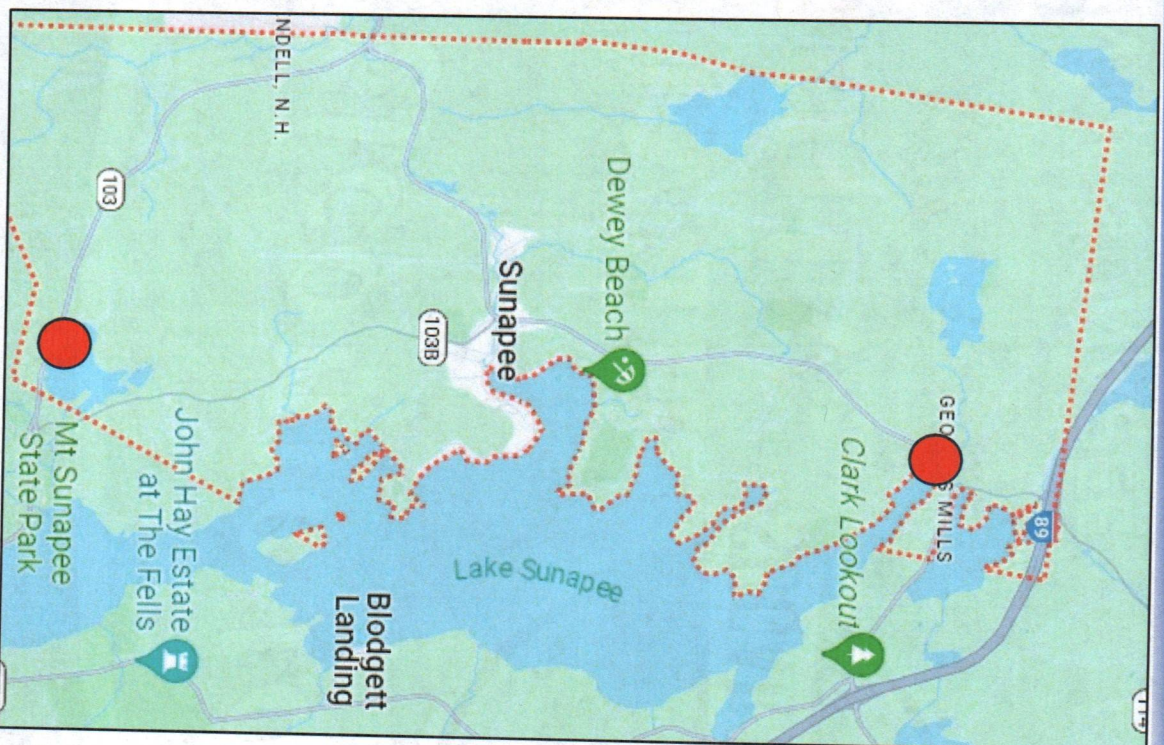 89
GEO S MILLS
Clark Lookout
Dewey Beach
Lake Sunapee
Sunapee
103B
Blodgett
Landing
NDELL, N.H.
John Hay Estate
at The Fells
103
Mt Sunapee
State Park